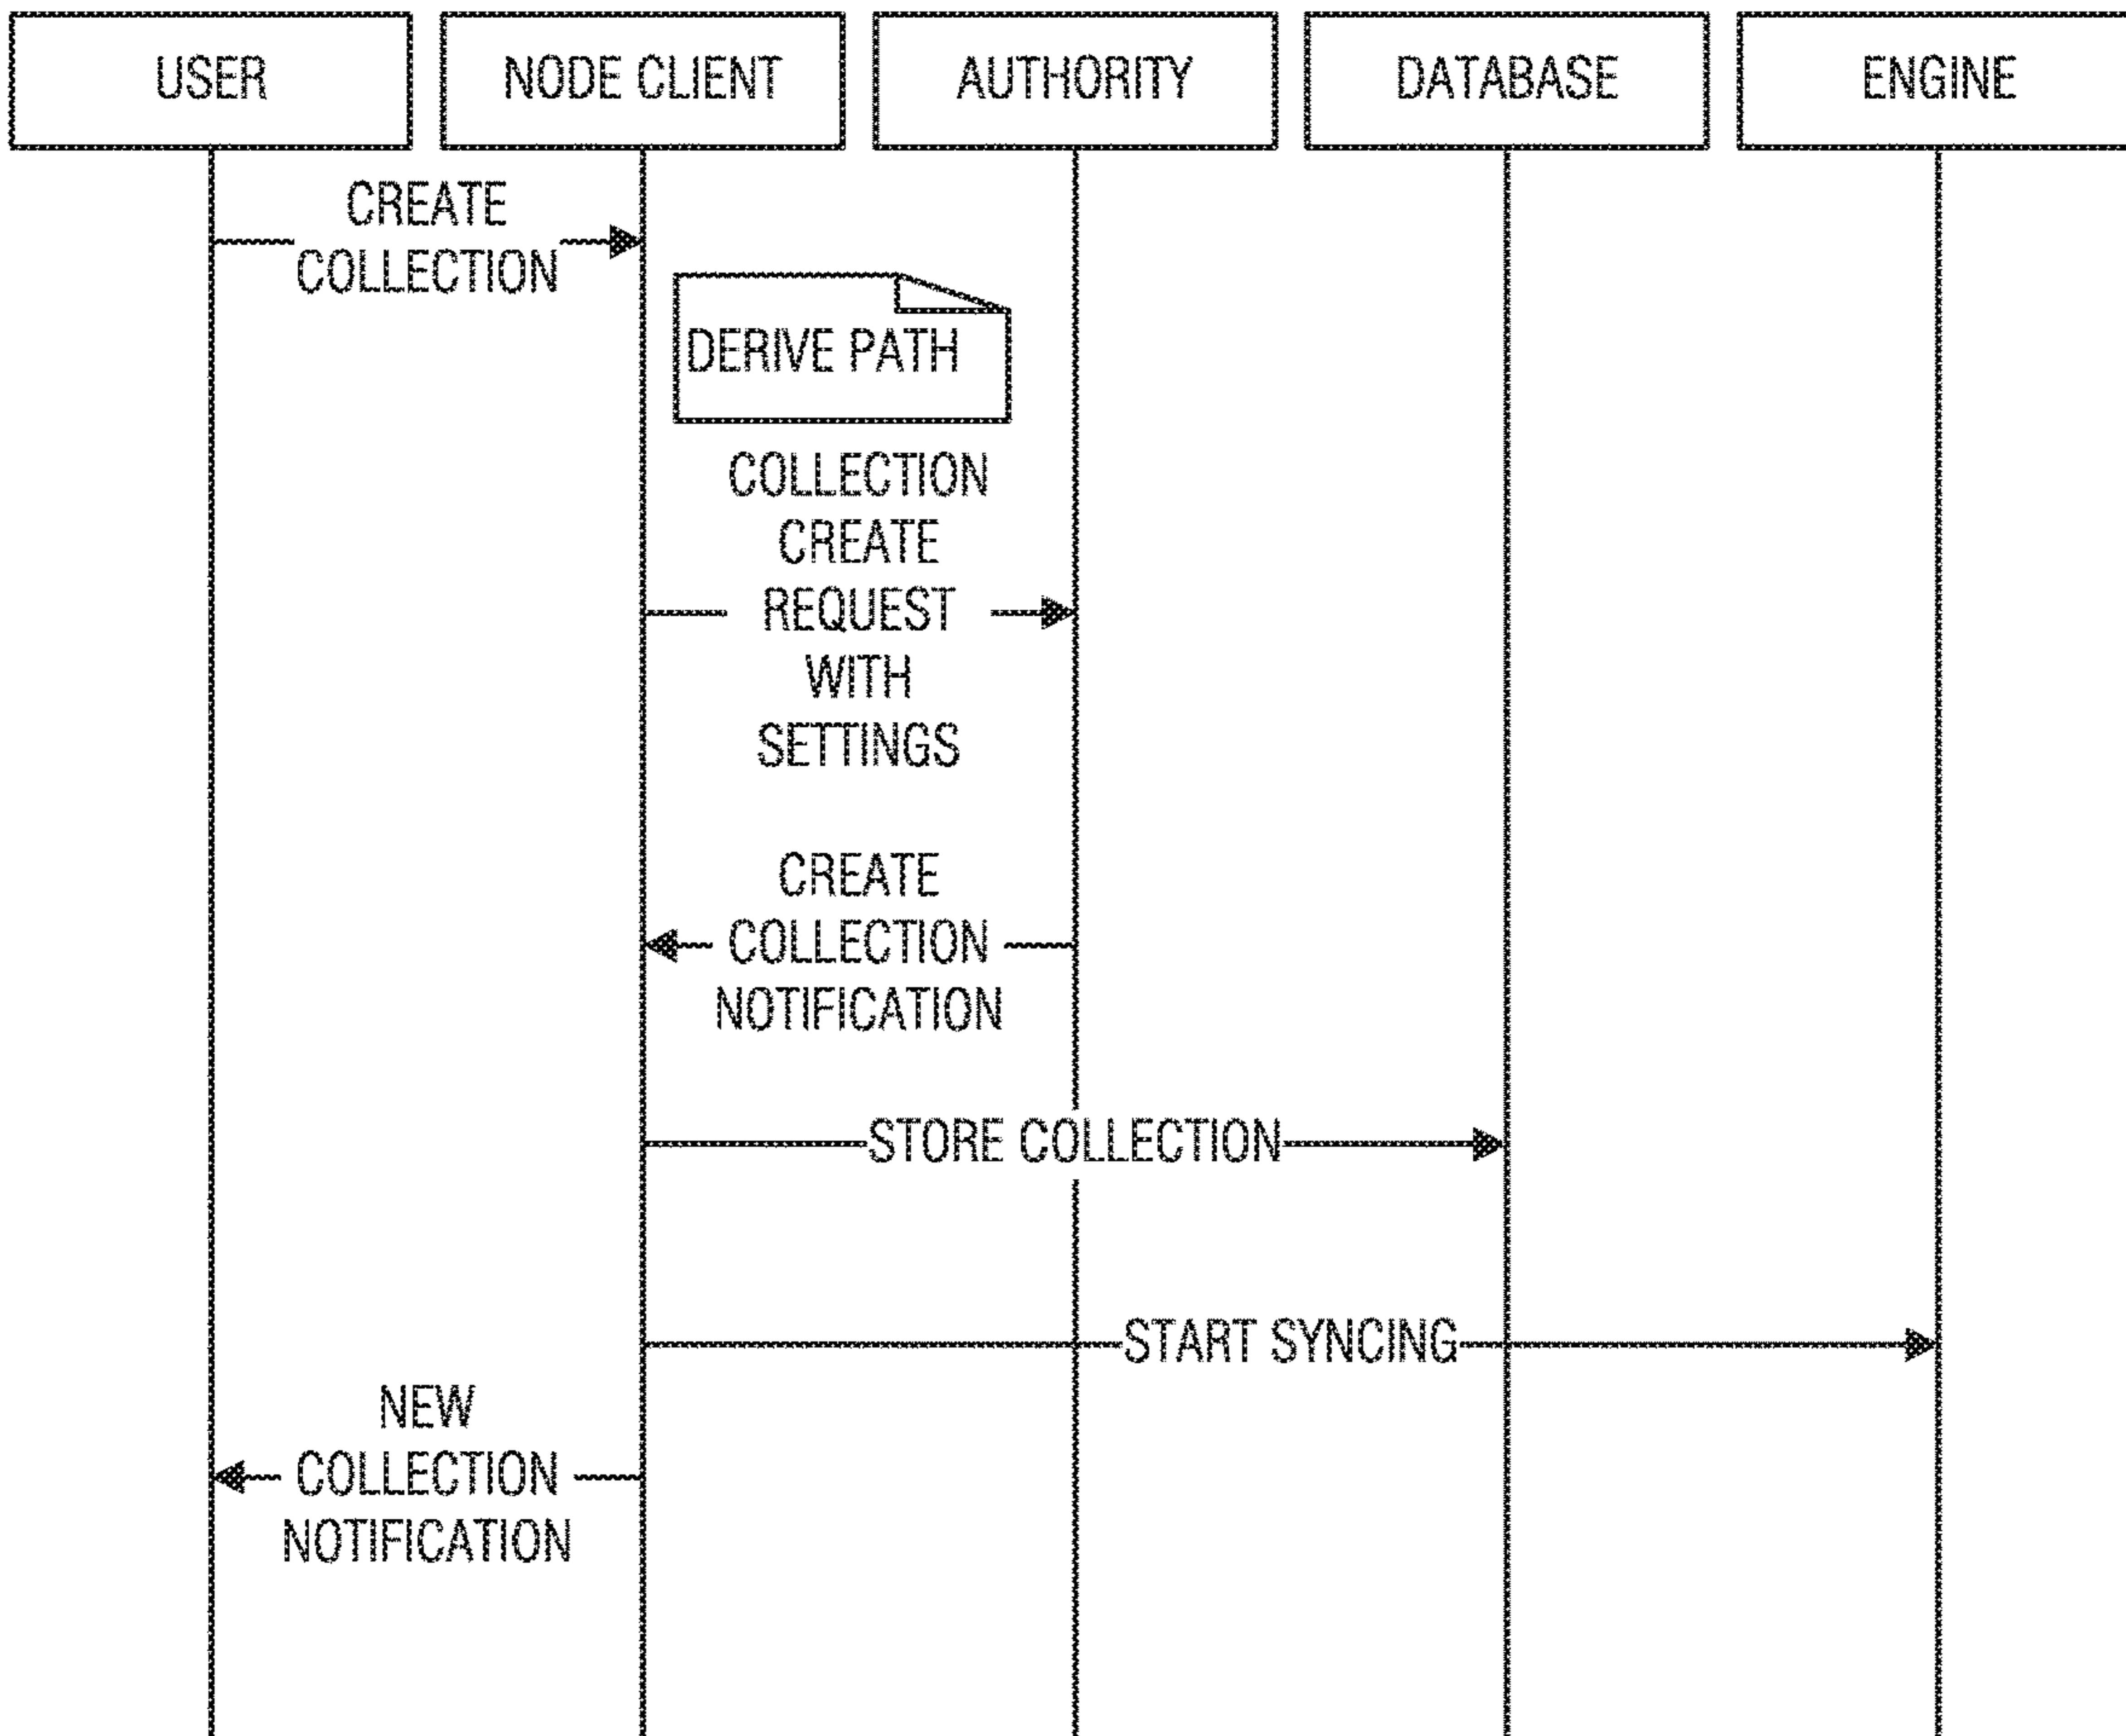 USER
NODE CLIENT
AUTHORITY
DATABASE
ENGINE
CREATE
COLLECTION
DERIVE PATH
COLLECTION
CREATE
REQUEST
WITH
SETTINGS
CREATE
COLLECTION
NOTIFICATION
STORE COLLECTION
START SYNCING
NEW
COLLECTION
NOTIFICATION